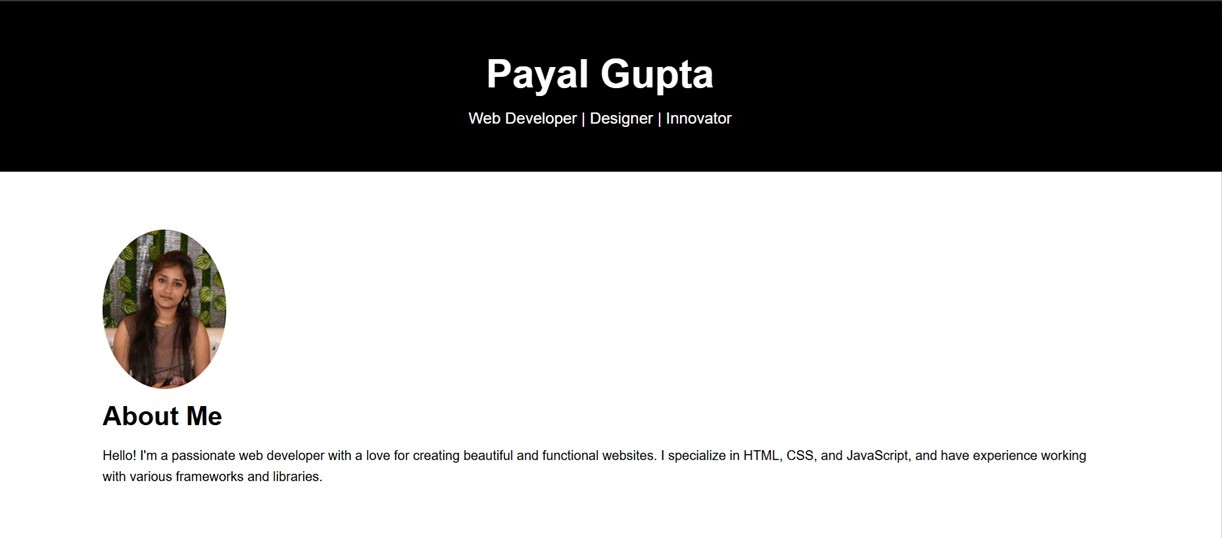 Payal Gupta
Web Developer | Designer | Innovator
About Me
Hello! I'm a passionate web developer with a love for creating beautiful and functional websites. I specialize in HTML, CSS, and JavaScript, and have experience working
with various frameworks and libraries.